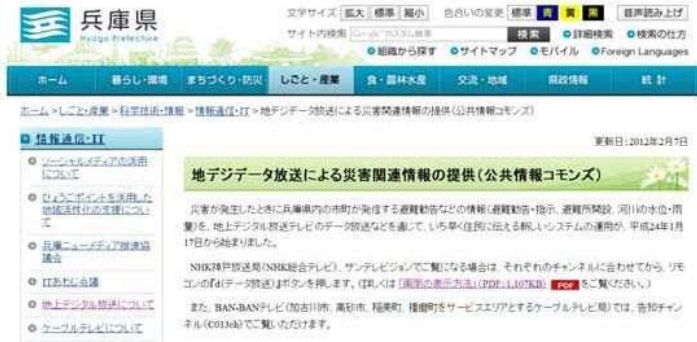 兵庫県
Hyogo Prefecture
文字サイズ 拡大 標準 縮小 色合いの変更 標準 青 黄 黒 音声読み上げ
サイト内検索 検索 詳細検索 検索の仕方
組織から探す サイトマップ モバイル Foreign Languages
ホーム 暮らし・環境 まちづくり・防災 しごと・産業 食・農林水産 交流・地域 県政情報 統計
ホーム > しごと・産業 > 科学技術・情報 > 情報通信・IT > 地デジデータ放送による災害関連情報の提供(公共情報コモンズ)
情報通信・IT
更新日:2012年2月7日
ソーシャルメディアの活用について
ひょうごポイントを活用した地域活性化の支援について
兵庫ニューメディア推進協議会
ITあわじ会議
地上デジタル放送について
ケーブルテレビについて
地デジデータ放送による災害関連情報の提供(公共情報コモンズ)
災害が発生したときに兵庫県内の市町が発信する避難勧告などの情報(避難勧告・指示、避難所開設、河川の水位・雨
量)を、地上デジタル放送テレビのデータ放送などを通じて、いち早く住民に伝える新しいシステムの運用が、平成24年1月
17日から始まりました。
NHK神戸放送局(NHK総合テレビ)、サンテレビジョンでご覧になる場合は、それぞれのチャンネルに合わせてから、リモ
コンの『d(データ放送)』ボタンを押します。(詳しくは「画面の表示方法」(PDF:1,107KB) PDF をご覧ください。)
また、BAN-BANテレビ(加古川市、高砂市、稲美町、播磨町をサービスエリアとするケーブルテレビ局)では、告知チャン
ネル(C013ch)でご覧いただけます。